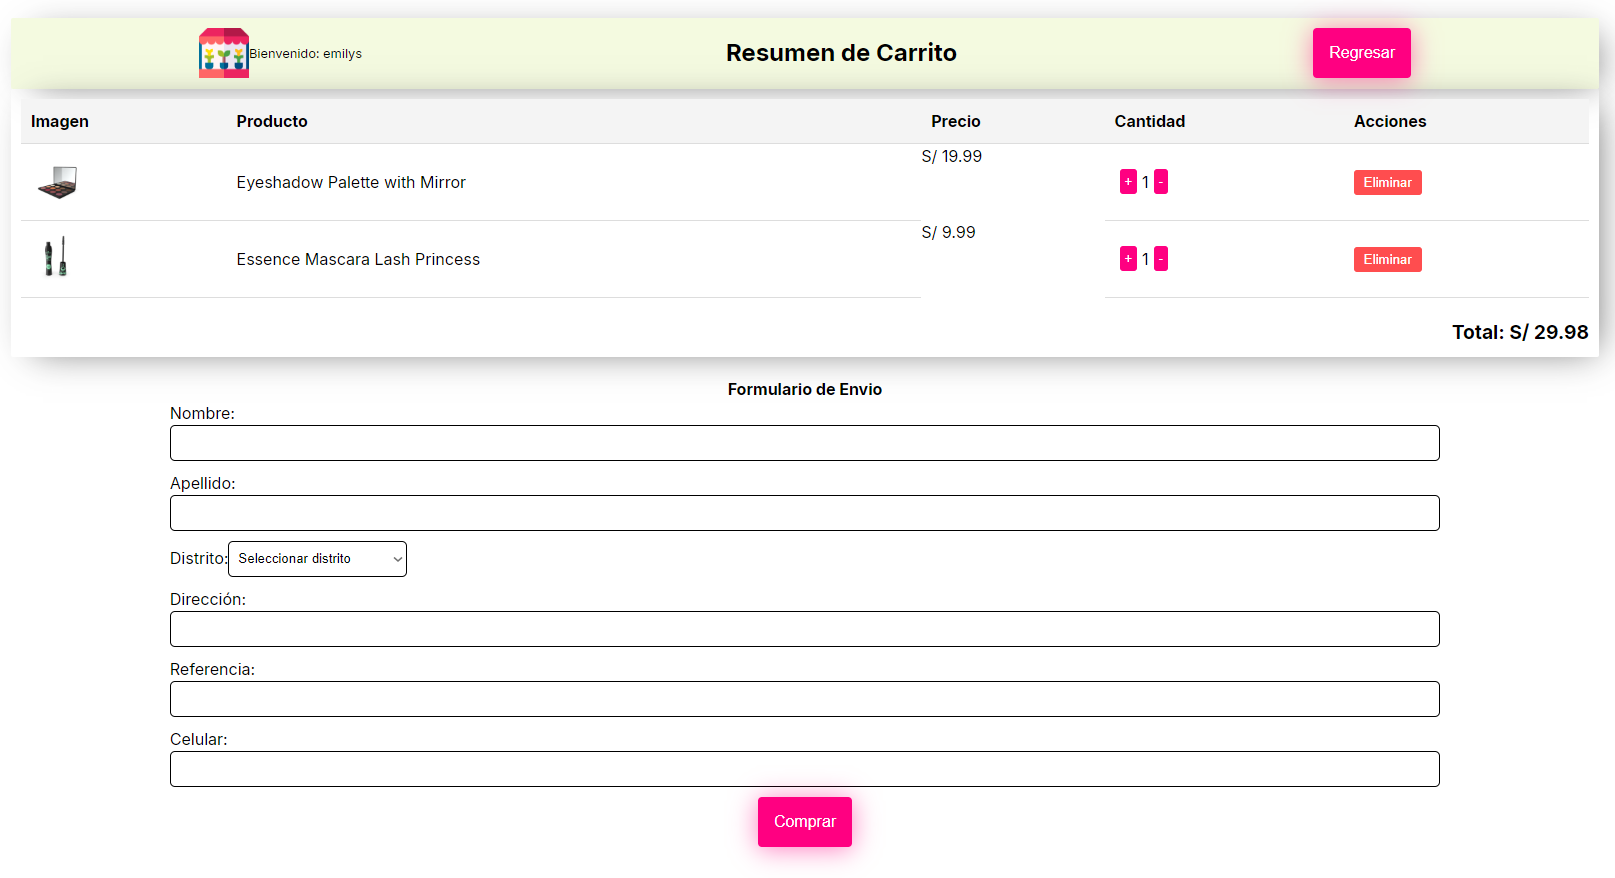 Bienvenido: emilys
Resumen de Carrito
Regresar
Imagen Producto Precio Cantidad Acciones
Eyeshadow Palette with Mirror S/ 19.99 + 1 - Eliminar
Essence Mascara Lash Princess S/ 9.99 + 1 - Eliminar
Total: S/ 29.98
Formulario de Envio
Nombre:
Apellido:
Distrito: Seleccionar distrito
Dirección:
Referencia:
Celular:
Comprar